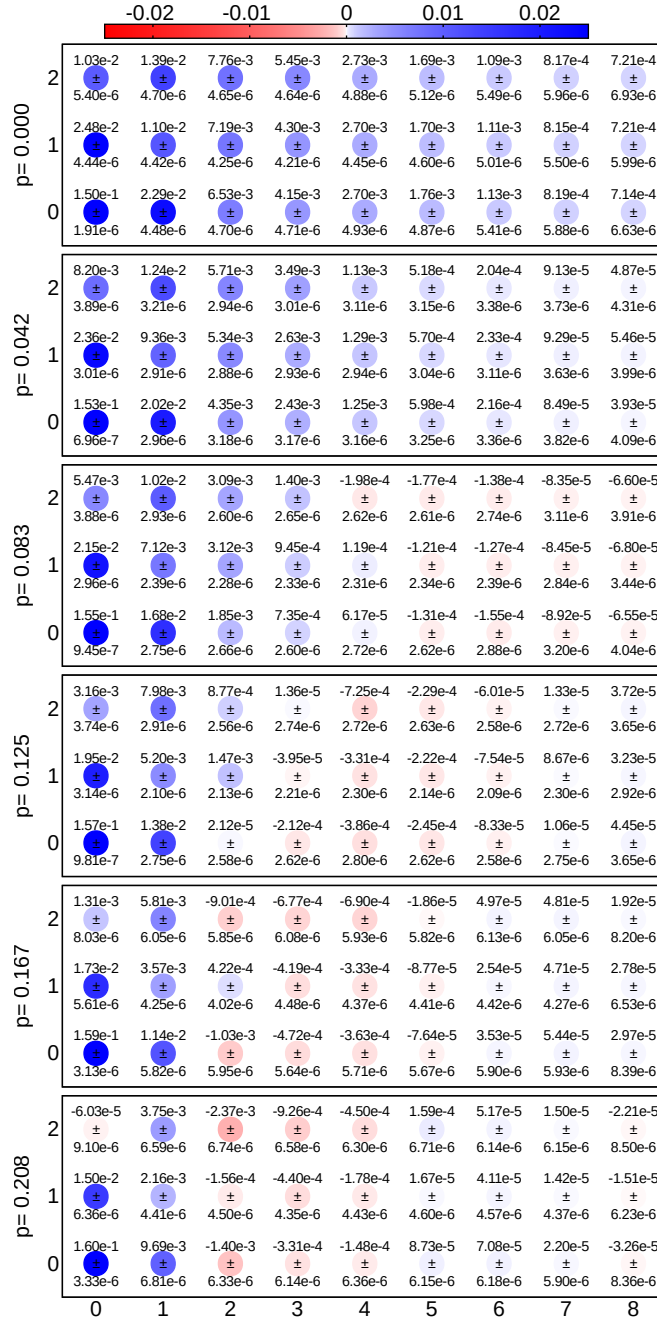 -0.02 -0.01 0 0.01 0.02
p= 0.000
1.03e-2 1.39e-2 7.76e-3 5.45e-3 2.73e-3 1.69e-3 1.09e-3 8.17e-4 7.21e-4
2 ± ± ± ± ± ± ± ± ±
5.40e-6 4.70e-6 4.65e-6 4.64e-6 4.88e-6 5.12e-6 5.49e-6 5.96e-6 6.93e-6
2.48e-2 1.10e-2 7.19e-3 4.30e-3 2.70e-3 1.70e-3 1.11e-3 8.15e-4 7.21e-4
1 ± ± ± ± ± ± ± ± ±
4.44e-6 4.42e-6 4.25e-6 4.21e-6 4.45e-6 4.60e-6 5.01e-6 5.50e-6 5.99e-6
1.50e-1 2.29e-2 6.53e-3 4.15e-3 2.70e-3 1.76e-3 1.13e-3 8.19e-4 7.14e-4
0 ± ± ± ± ± ± ± ± ±
1.91e-6 4.48e-6 4.70e-6 4.71e-6 4.93e-6 4.87e-6 5.41e-6 5.88e-6 6.63e-6
p= 0.042
8.20e-3 1.24e-2 5.71e-3 3.49e-3 1.13e-3 5.18e-4 2.04e-4 9.13e-5 4.87e-5
2 ± ± ± ± ± ± ± ± ±
3.89e-6 3.21e-6 2.94e-6 3.01e-6 3.11e-6 3.15e-6 3.38e-6 3.73e-6 4.31e-6
2.36e-2 9.36e-3 5.34e-3 2.63e-3 1.29e-3 5.70e-4 2.33e-4 9.29e-5 5.46e-5
1 ± ± ± ± ± ± ± ± ±
3.01e-6 2.91e-6 2.88e-6 2.93e-6 2.94e-6 3.04e-6 3.11e-6 3.63e-6 3.99e-6
1.53e-1 2.02e-2 4.35e-3 2.43e-3 1.25e-3 5.98e-4 2.16e-4 8.49e-5 3.93e-5
0 ± ± ± ± ± ± ± ± ±
6.96e-7 2.96e-6 3.18e-6 3.17e-6 3.16e-6 3.25e-6 3.36e-6 3.82e-6 4.09e-6
p= 0.083
5.47e-3 1.02e-2 3.09e-3 1.40e-3 -1.98e-4 -1.77e-4 -1.38e-4 -8.35e-5 -6.60e-5
2 ± ± ± ± ± ± ± ± ±
3.88e-6 2.93e-6 2.60e-6 2.65e-6 2.62e-6 2.61e-6 2.74e-6 3.11e-6 3.91e-6
2.15e-2 7.12e-3 3.12e-3 9.45e-4 1.19e-4 -1.21e-4 -1.27e-4 -8.45e-5 -6.80e-5
1 ± ± ± ± ± ± ± ± ±
2.96e-6 2.39e-6 2.28e-6 2.33e-6 2.31e-6 2.34e-6 2.39e-6 2.84e-6 3.44e-6
1.55e-1 1.68e-2 1.85e-3 7.35e-4 6.17e-5 -1.31e-4 -1.55e-4 -8.92e-5 -6.55e-5
0 ± ± ± ± ± ± ± ± ±
9.45e-7 2.75e-6 2.66e-6 2.60e-6 2.72e-6 2.62e-6 2.88e-6 3.20e-6 4.04e-6
p= 0.125
3.16e-3 7.98e-3 8.77e-4 1.36e-5 -7.25e-4 -2.29e-4 -6.01e-5 1.33e-5 3.72e-5
2 ± ± ± ± ± ± ± ± ±
3.74e-6 2.91e-6 2.56e-6 2.74e-6 2.72e-6 2.63e-6 2.58e-6 2.72e-6 3.65e-6
1.95e-2 5.20e-3 1.47e-3 -3.95e-5 -3.31e-4 -2.22e-4 -7.54e-5 8.67e-6 3.23e-5
1 ± ± ± ± ± ± ± ± ±
3.14e-6 2.10e-6 2.13e-6 2.21e-6 2.30e-6 2.14e-6 2.09e-6 2.30e-6 2.92e-6
1.57e-1 1.38e-2 2.12e-5 -2.12e-4 -3.86e-4 -2.45e-4 -8.33e-5 1.06e-5 4.45e-5
0 ± ± ± ± ± ± ± ± ±
9.81e-7 2.75e-6 2.58e-6 2.62e-6 2.80e-6 2.62e-6 2.58e-6 2.75e-6 3.65e-6
p= 0.167
1.31e-3 5.81e-3 -9.01e-4 -6.77e-4 -6.90e-4 -1.86e-5 4.97e-5 4.81e-5 1.92e-5
2 ± ± ± ± ± ± ± ± ±
8.03e-6 6.05e-6 5.85e-6 6.08e-6 5.93e-6 5.82e-6 6.13e-6 6.05e-6 8.20e-6
1.73e-2 3.57e-3 4.22e-4 -4.19e-4 -3.33e-4 -8.77e-5 2.54e-5 4.71e-5 2.78e-5
1 ± ± ± ± ± ± ± ± ±
5.61e-6 4.25e-6 4.02e-6 4.48e-6 4.37e-6 4.41e-6 4.42e-6 4.27e-6 6.53e-6
1.59e-1 1.14e-2 -1.03e-3 -4.72e-4 -3.63e-4 -7.64e-5 3.53e-5 5.44e-5 2.97e-5
0 ± ± ± ± ± ± ± ± ±
3.13e-6 5.82e-6 5.95e-6 5.64e-6 5.71e-6 5.67e-6 5.90e-6 5.93e-6 8.39e-6
p= 0.208
-6.03e-5 3.75e-3 -2.37e-3 -9.26e-4 -4.50e-4 1.59e-4 5.17e-5 1.50e-5 -2.21e-5
2 ± ± ± ± ± ± ± ± ±
9.10e-6 6.59e-6 6.74e-6 6.58e-6 6.30e-6 6.71e-6 6.14e-6 6.15e-6 8.50e-6
1.50e-2 2.16e-3 -1.56e-4 -4.40e-4 -1.78e-4 1.67e-5 4.11e-5 1.42e-5 -1.51e-5
1 ± ± ± ± ± ± ± ± ±
6.36e-6 4.41e-6 4.50e-6 4.35e-6 4.43e-6 4.60e-6 4.57e-6 4.37e-6 6.23e-6
1.60e-1 9.69e-3 -1.40e-3 -3.31e-4 -1.48e-4 8.73e-5 7.08e-5 2.20e-5 -3.26e-5
0 ± ± ± ± ± ± ± ± ±
3.33e-6 6.81e-6 6.33e-6 6.14e-6 6.36e-6 6.15e-6 6.18e-6 5.90e-6 8.36e-6
0 1 2 3 4 5 6 7 8